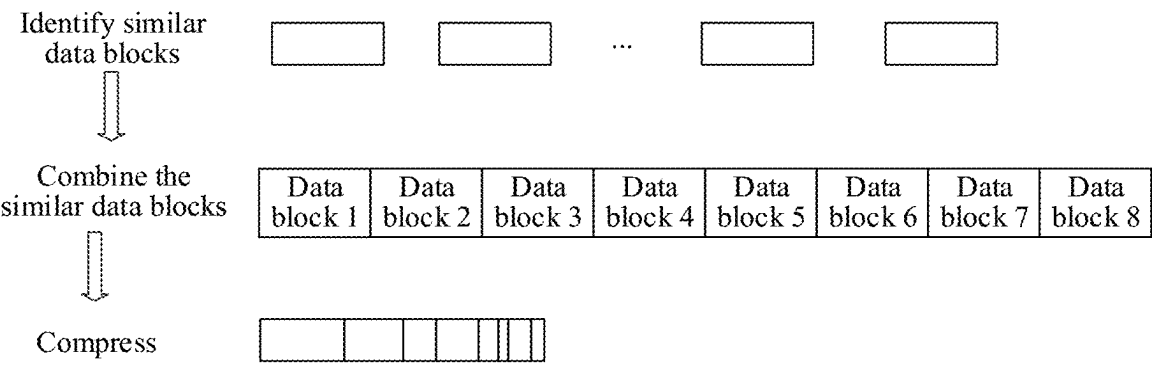 Identify similar
data blocks
...
Combine the
similar data blocks
Data
block 1
Data
block 2
Data
block 3
Data
block 4
Data
block 5
Data
block 6
Data
block 7
Data
block 8
Compress